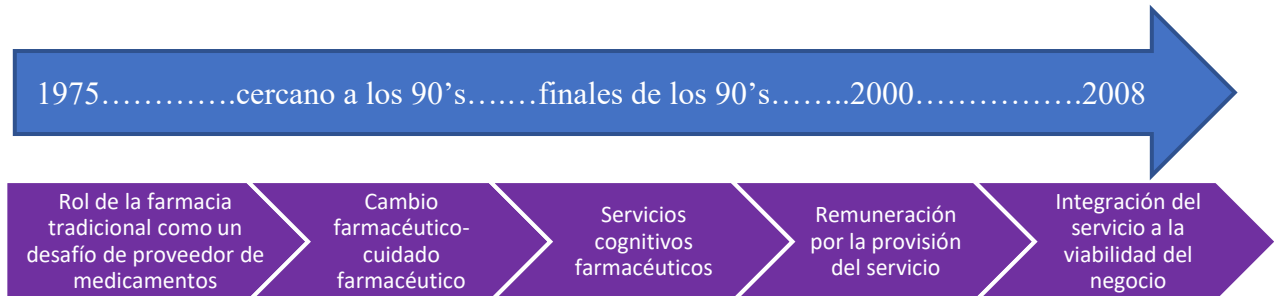 1975………….cercano a los 90’s….…finales de los 90’s……..2000…………….2008
Rol de la farmacia
tradicional como un
desafío de proveedor de
medicamentos
Cambio
farmacéutico-
cuidado
farmacéutico
Servicios
cognitivos
farmacéuticos
Remuneración
por la provisión
del servicio
Integración del
servicio a la
viabilidad del
negocio